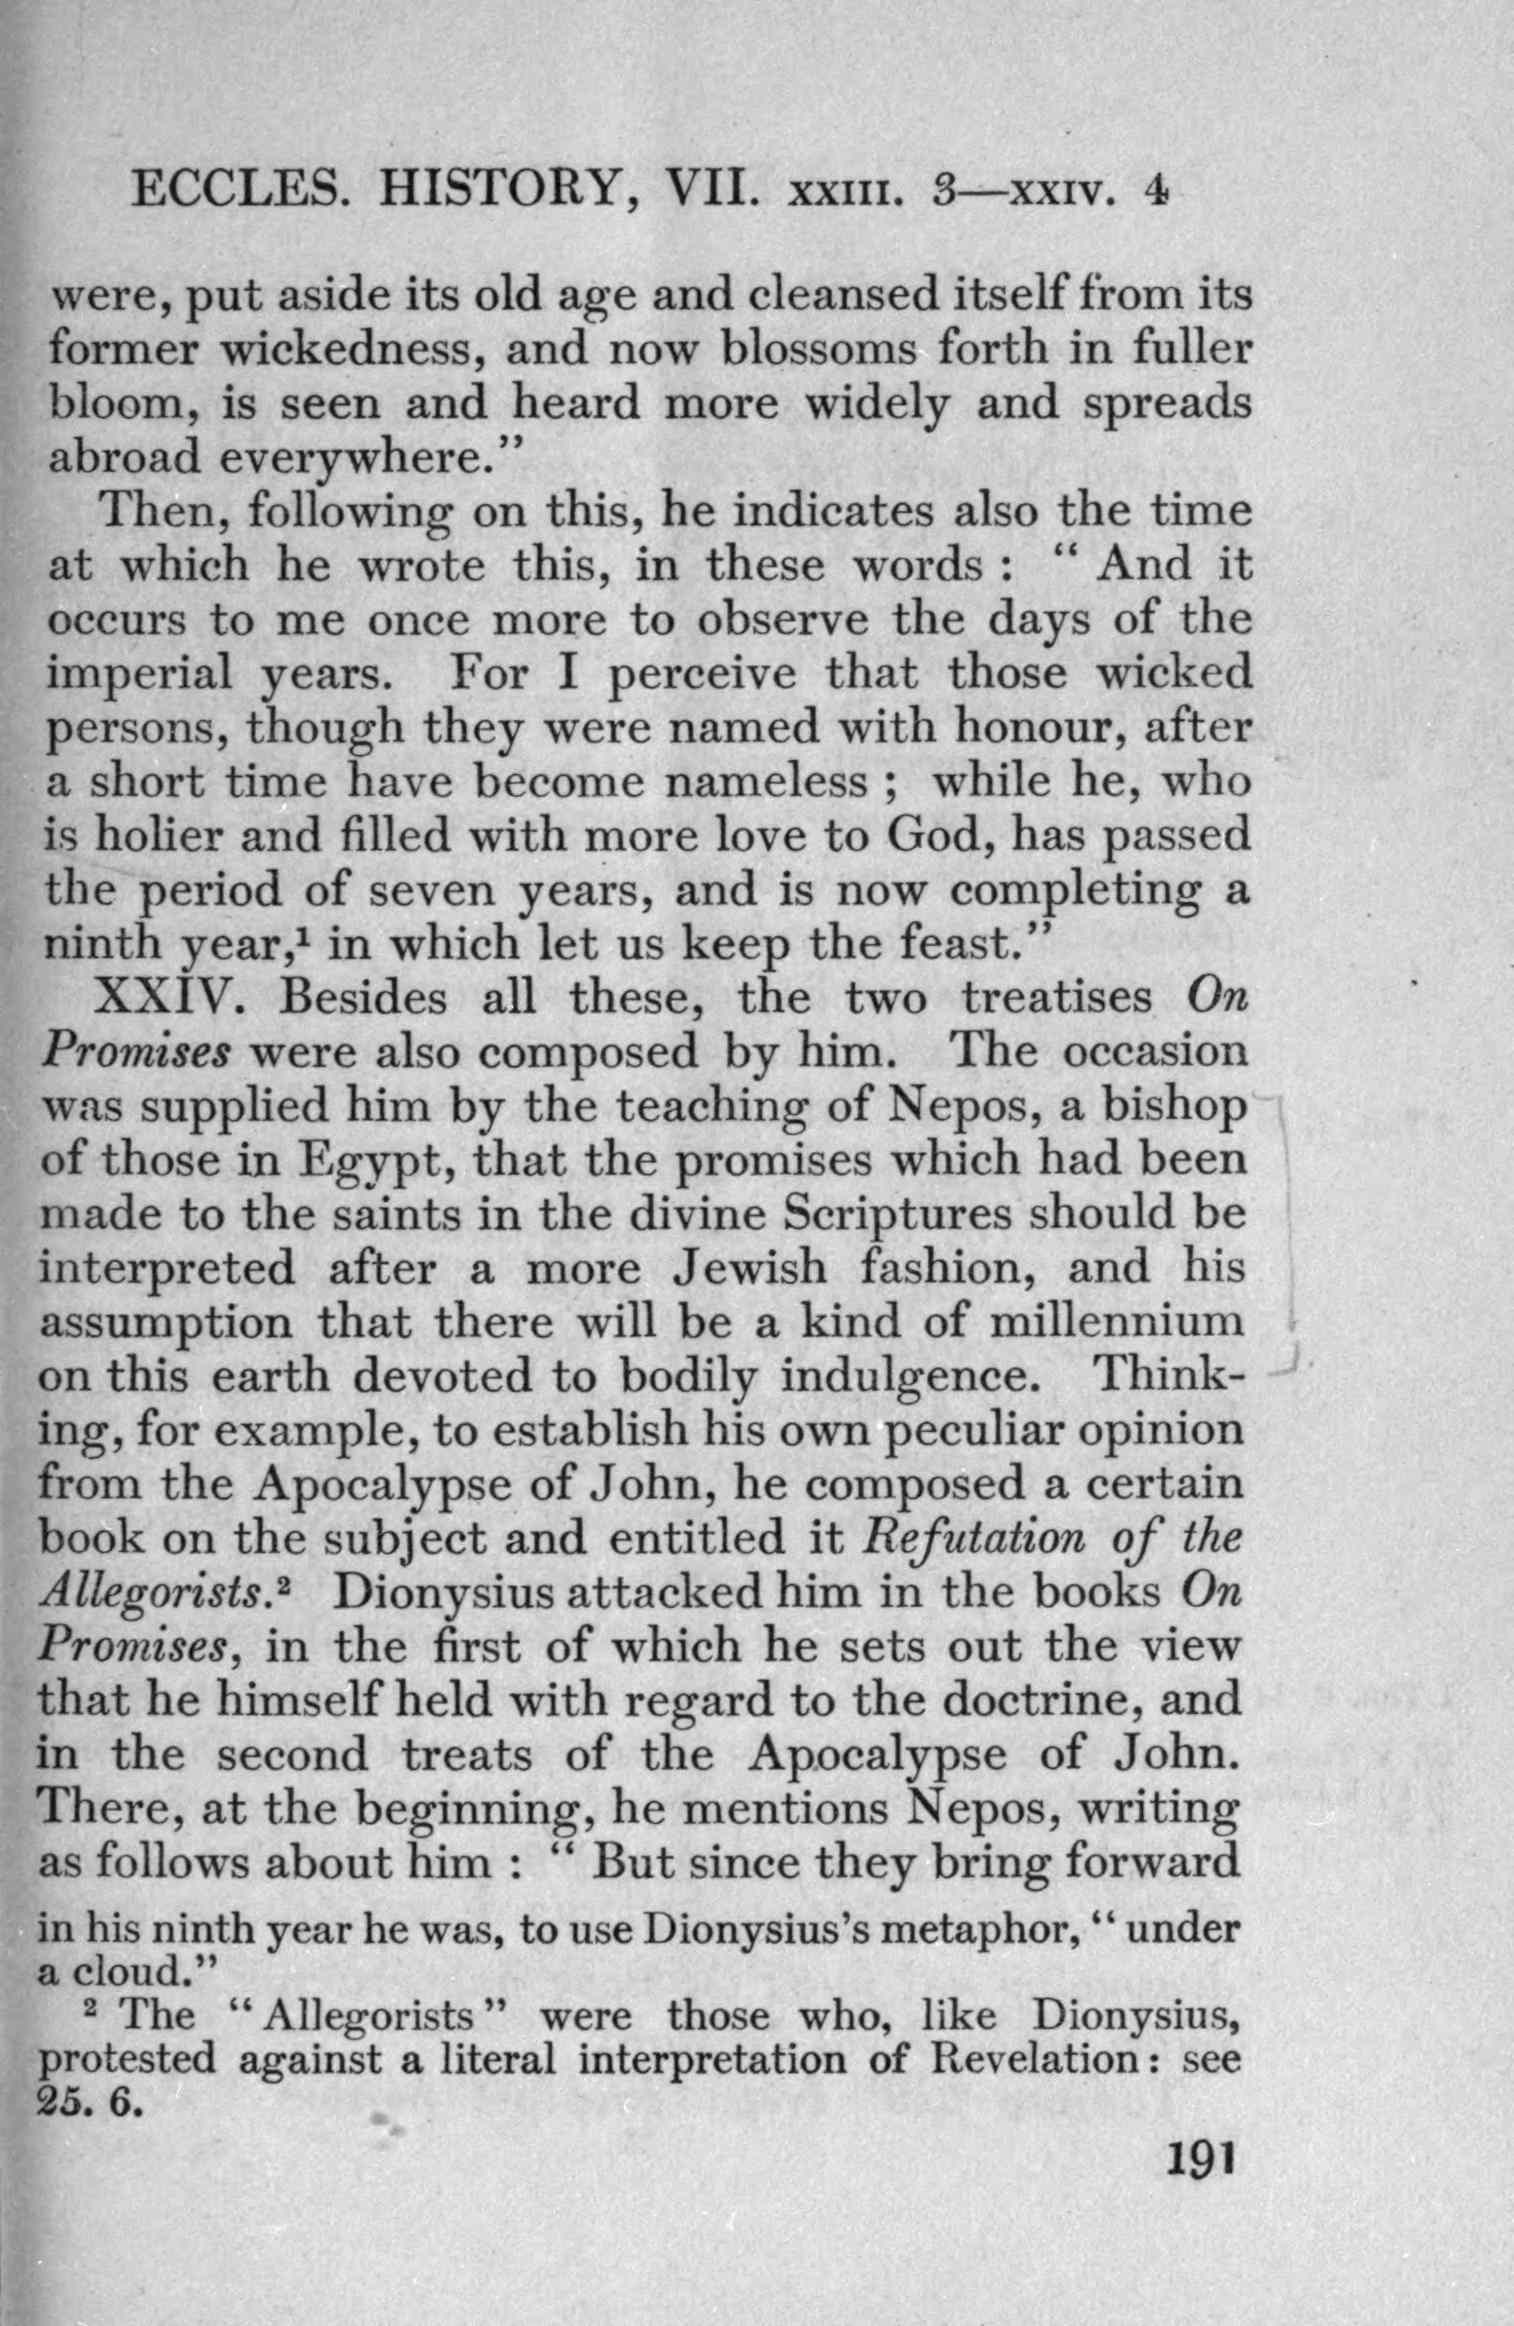 ECCLES. HISTORY, VII. XXIII. 3—XXIV. 4
were, put aside its old age and cleansed itself from its
former wickedness, and now blossoms forth in fuller
bloom, is seen and heard more widely and spreads
abroad everywhere."
Then, following on this, he indicates also the time
at which he wrote this, in these words : " And it
occurs to me once more to observe the days of the
imperial years. For I perceive that those wicked
persons, though they were named with honour, after
a short time have become nameless ; while he, who
is holier and filled with more love to God, has passed
the period of seven years, and is now completing a
ninth year,¹ in which let us keep the feast."
XXIV. Besides all these, the two treatises On
Promises were also composed by him. The occasion
was supplied him by the teaching of Nepos, a bishop
of those in Egypt, that the promises which had been
made to the saints in the divine Scriptures should be
interpreted after a more Jewish fashion, and his
assumption that there will be a kind of millennium
on this earth devoted to bodily indulgence. Think-
ing, for example, to establish his own peculiar opinion
from the Apocalypse of John, he composed a certain
book on the subject and entitled it Refutation of the
Allegorists.² Dionysius attacked him in the books On
Promises, in the first of which he sets out the view
that he himself held with regard to the doctrine, and
in the second treats of the Apocalypse of John.
There, at the beginning, he mentions Nepos, writing
as follows about him : " But since they bring forward
in his ninth year he was, to use Dionysius's metaphor, " under
a cloud."
² The " Allegorists " were those who, like Dionysius,
protested against a literal interpretation of Revelation : see
25. 6.
191